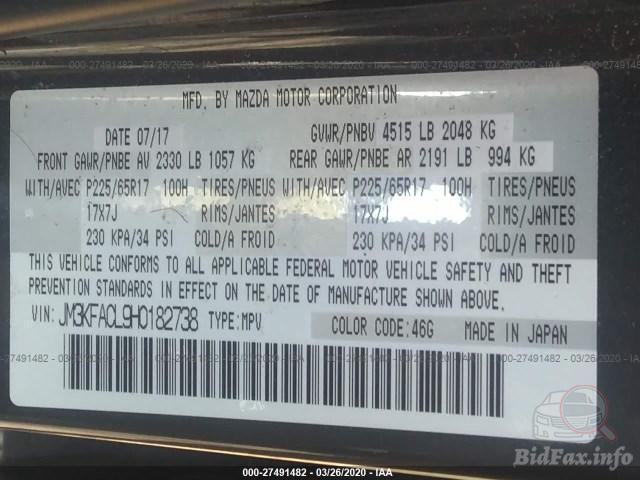 000-27491482 - 03/26/2020 - IAA
MFD. BY MAZDA MOTOR CORPORATION
DATE 07/17 GVWR/PNBV 4515 LB 2048 KG
FRONT GAWR/PNBE AV 2330 LB 1057 KG REAR GAWR/PNBE AR 2191 LB 994 KG
WITH/AVEC P225/65R17 100H TIRES/PNEUS WITH/AVEC P225/65R17 100H TIRES/PNEUS
17X7J RIMS/JANTES 17X7J RIMS/JANTES
230 KPA/34 PSI COLD/A FROID 230 KPA/34 PSI COLD/A FROID
THIS VEHICLE CONFORMS TO ALL APPLICABLE FEDERAL MOTOR VEHICLE SAFETY AND THEFT
PREVENTION STANDARDS IN EFFECT ON THE DATE OF MANUFACTURE SHOWN ABOVE.
VIN: JM3KFACL9H0182738 TYPE:MPV COLOR CODE:46G MADE IN JAPAN
BidFax.info
000-27491482 - 03/26/2020 - IAA